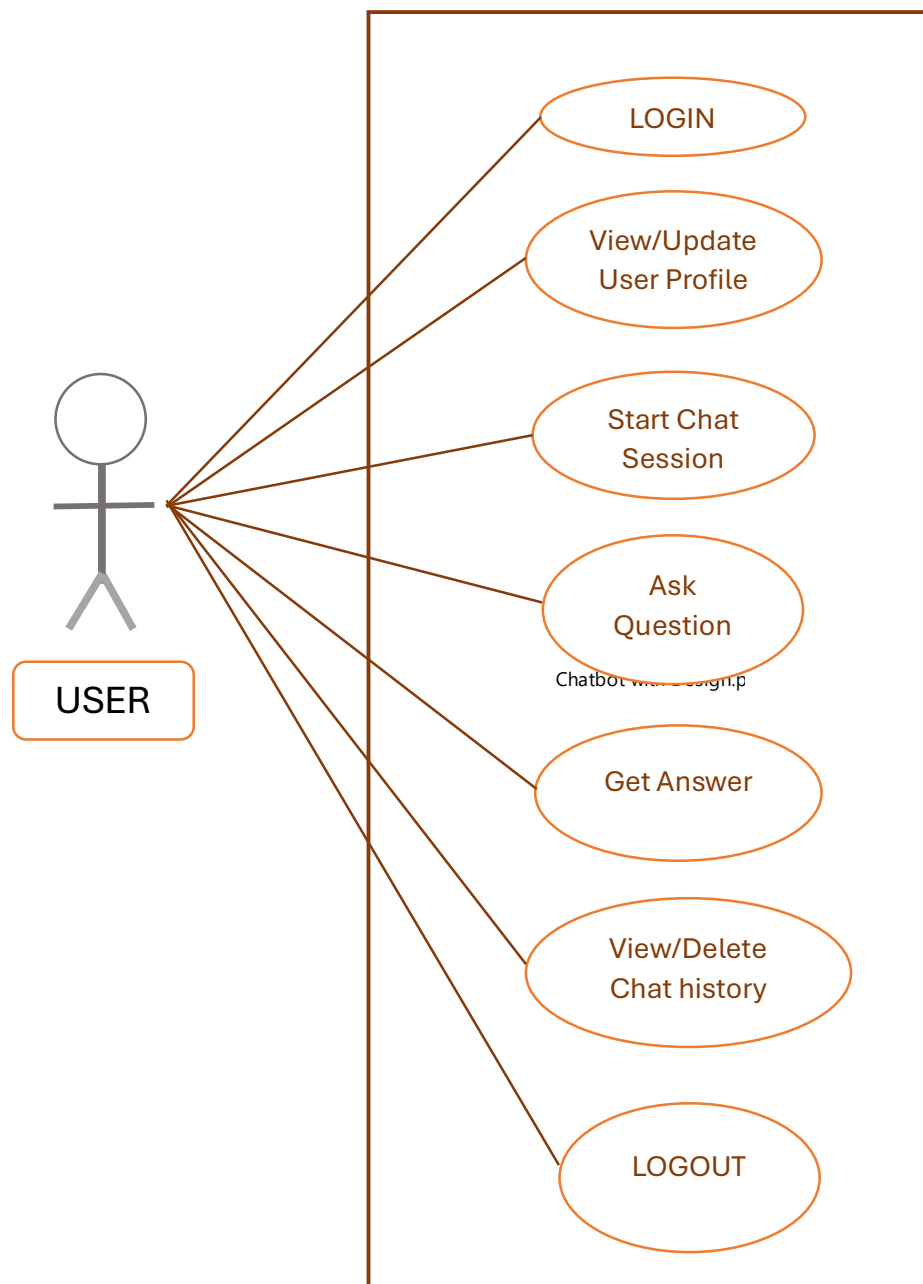 LOGIN
View/Update
User Profile
Start Chat
Session
Ask
Question
Chatbot
USER
Get Answer
View/Delete
Chat history
LOGOUT